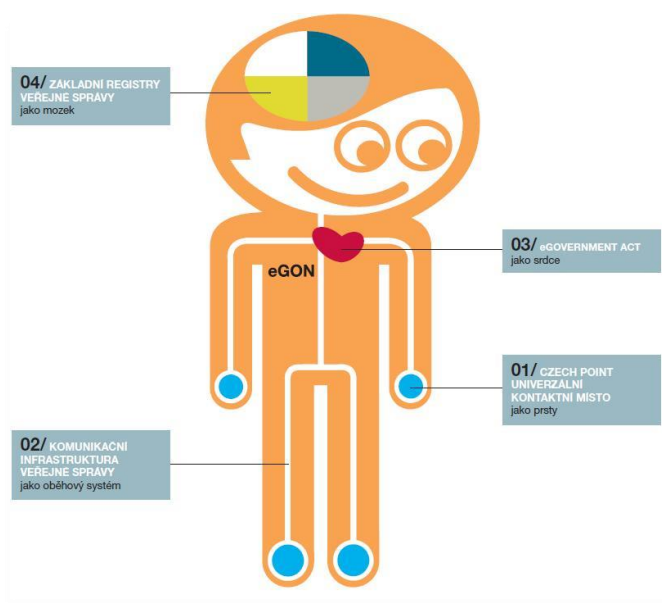 04/ ZÁKLADNÍ REGISTRY
VEŘEJNÉ SPRÁVY
jako mozek
03/ eGOVERNMENT ACT
jako srdce
eGON
01/ CZECH POINT
UNIVERZÁLNÍ
KONTAKTNÍ MÍSTO
jako prsty
02/ KOMUNIKAČNÍ
INFRASTRUKTURA
VEŘEJNÉ SPRÁVY
jako oběhový systém